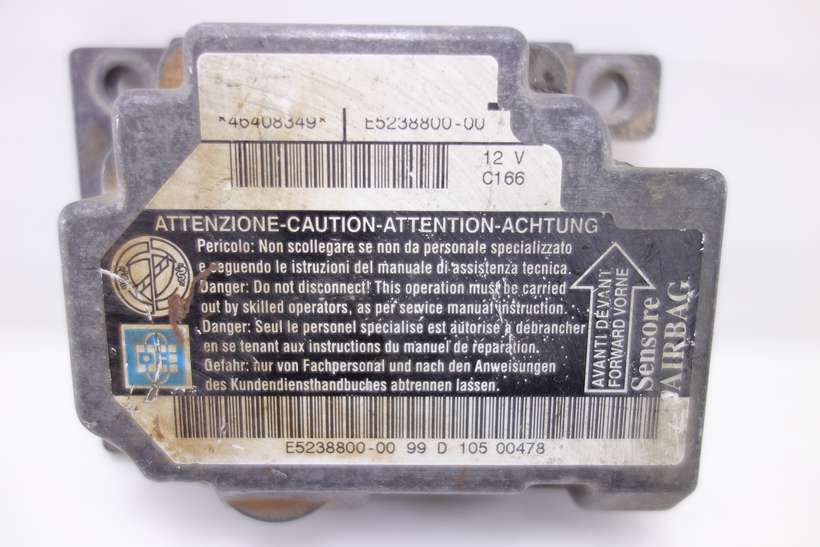 *46408349* E5238800-00
12 V
C166
ATTENZIONE-CAUTION-ATTENTION-ACHTUNG
Pericolo: Non scollegare se non da personale specializzato
e seguendo le istruzioni del manuale di assistenza tecnica.
Danger: Do not disconnect! This operation must be carried
out by skilled operators, as per service manual instruction.
Danger: Seul le personel spécialisé est autorisé à débrancher
en se tenant aux instructions du manuel de réparation.
Gefahr: nur von Fachpersonal und nach den Anweisungen
des Kundendiensthandbuches abtrennen lassen.
AVANTI DEVANT
FORWARD VORNE
Sensore
AIRBAG
E5238800-00 99 D 105 00478